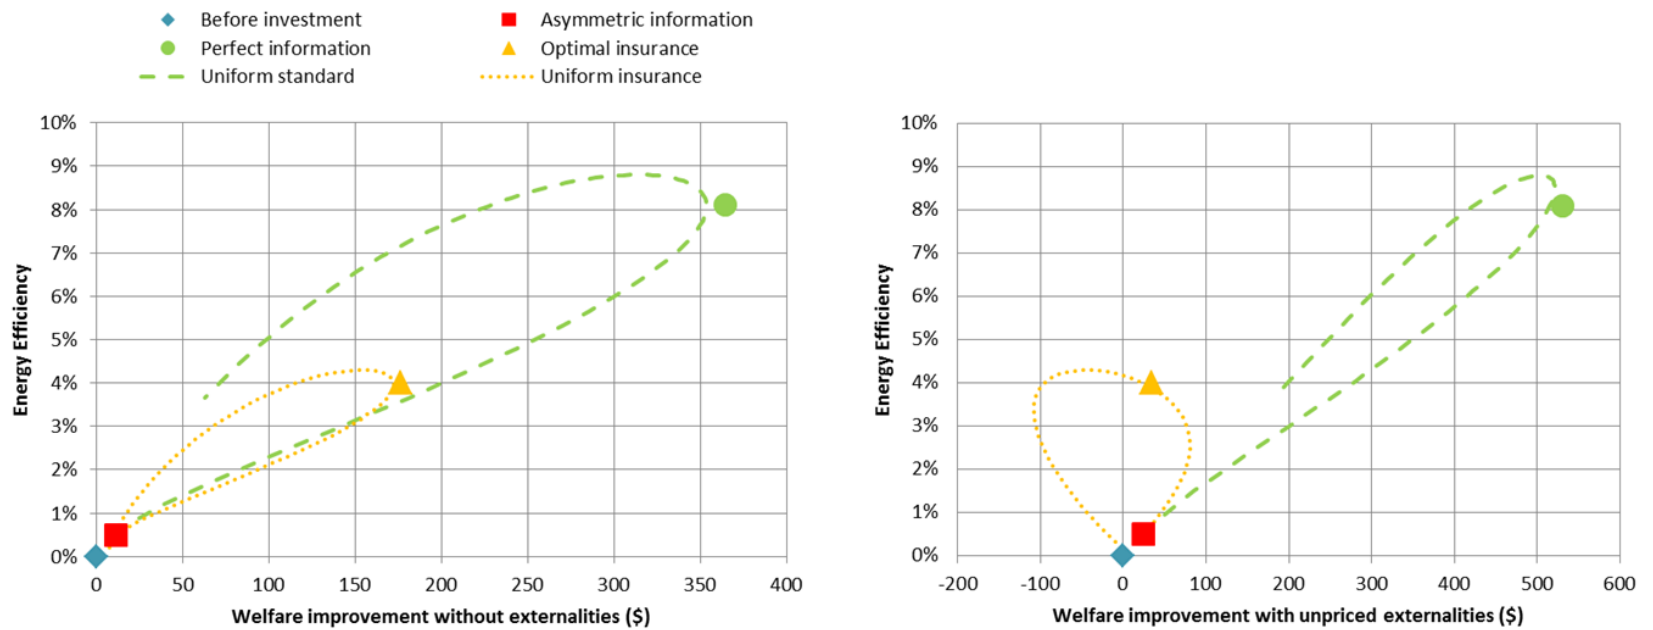 Before investment
Asymmetric information
Perfect information
Optimal insurance
Uniform standard
Uniform insurance
10%
9%
8%
7%
6%
5%
4%
3%
2%
1%
0%
Energy Efficiency
0 50 100 150 200 250 300 350 400
Welfare improvement without externalities ($)
10%
9%
8%
7%
6%
5%
4%
3%
2%
1%
0%
Energy Efficiency
-200 -100 0 100 200 300 400 500 600
Welfare improvement with unpriced externalities ($)